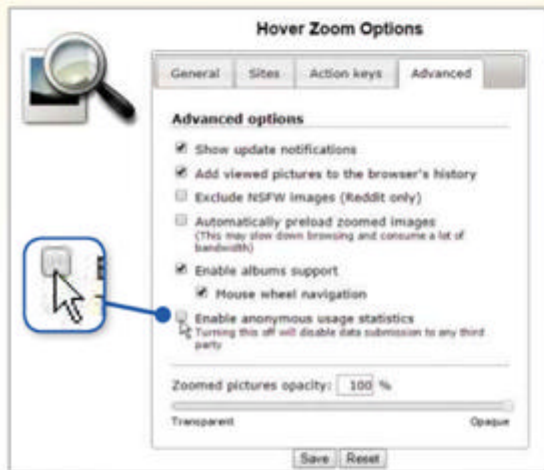 Hover Zoom Options
General Sites Action keys Advanced
Advanced options
Show update notifications
Add viewed pictures to the browser's history
Exclude NSFW images (Reddit only)
Automatically preload zoomed images
(This may slow down browsing and consume a lot of
bandwidth)
Enable albums support
Mouse wheel navigation
Enable anonymous usage statistics
Turning this off will disable data submission to any third
party
Zoomed pictures opacity: 100 %
Transparent Opaque
Save Reset